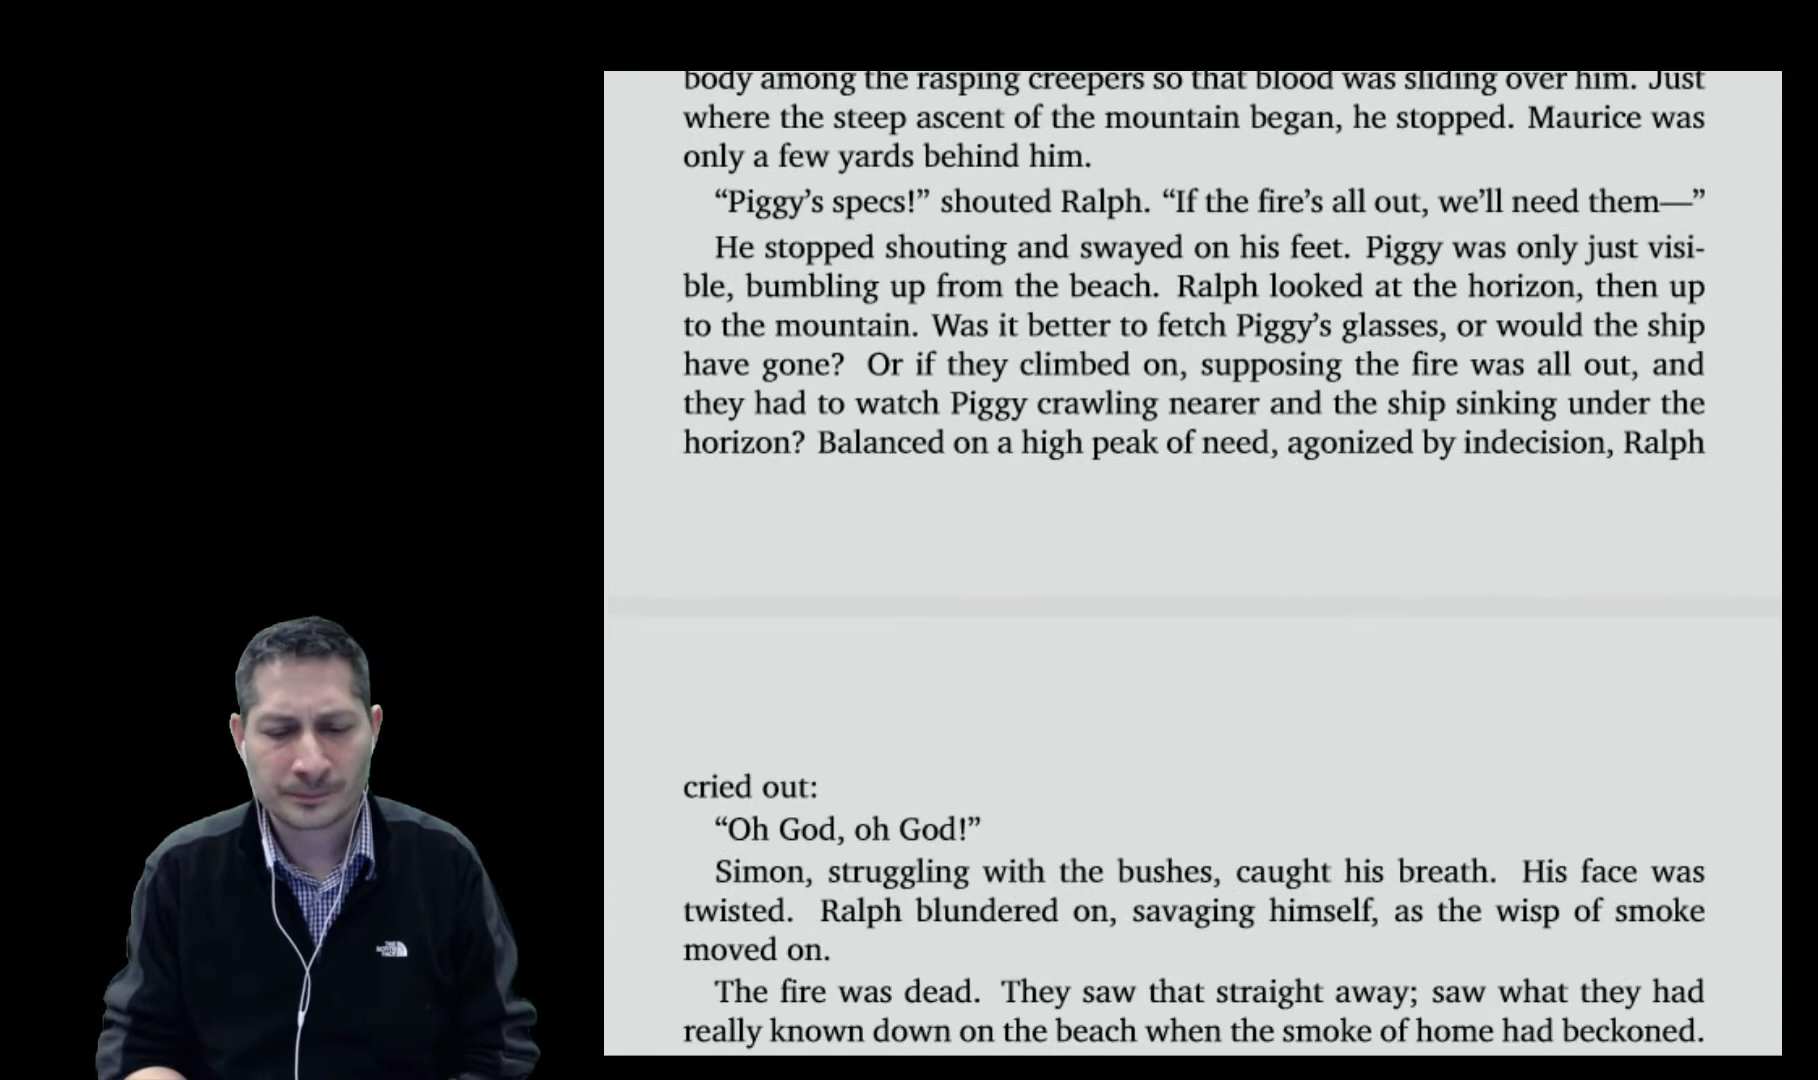 body among the rasping creepers so that blood was sliding over him. Just
where the steep ascent of the mountain began, he stopped. Maurice was
only a few yards behind him.
“Piggy’s specs!” shouted Ralph. “If the fire’s all out, we’ll need them—”
He stopped shouting and swayed on his feet. Piggy was only just visi-
ble, bumbling up from the beach. Ralph looked at the horizon, then up
to the mountain. Was it better to fetch Piggy’s glasses, or would the ship
have gone? Or if they climbed on, supposing the fire was all out, and
they had to watch Piggy crawling nearer and the ship sinking under the
horizon? Balanced on a high peak of need, agonized by indecision, Ralph
cried out:
“Oh God, oh God!”
Simon, struggling with the bushes, caught his breath. His face was
twisted. Ralph blundered on, savaging himself, as the wisp of smoke
moved on.
The fire was dead. They saw that straight away; saw what they had
really known down on the beach when the smoke of home had beckoned.
THE
NORTH
FACE